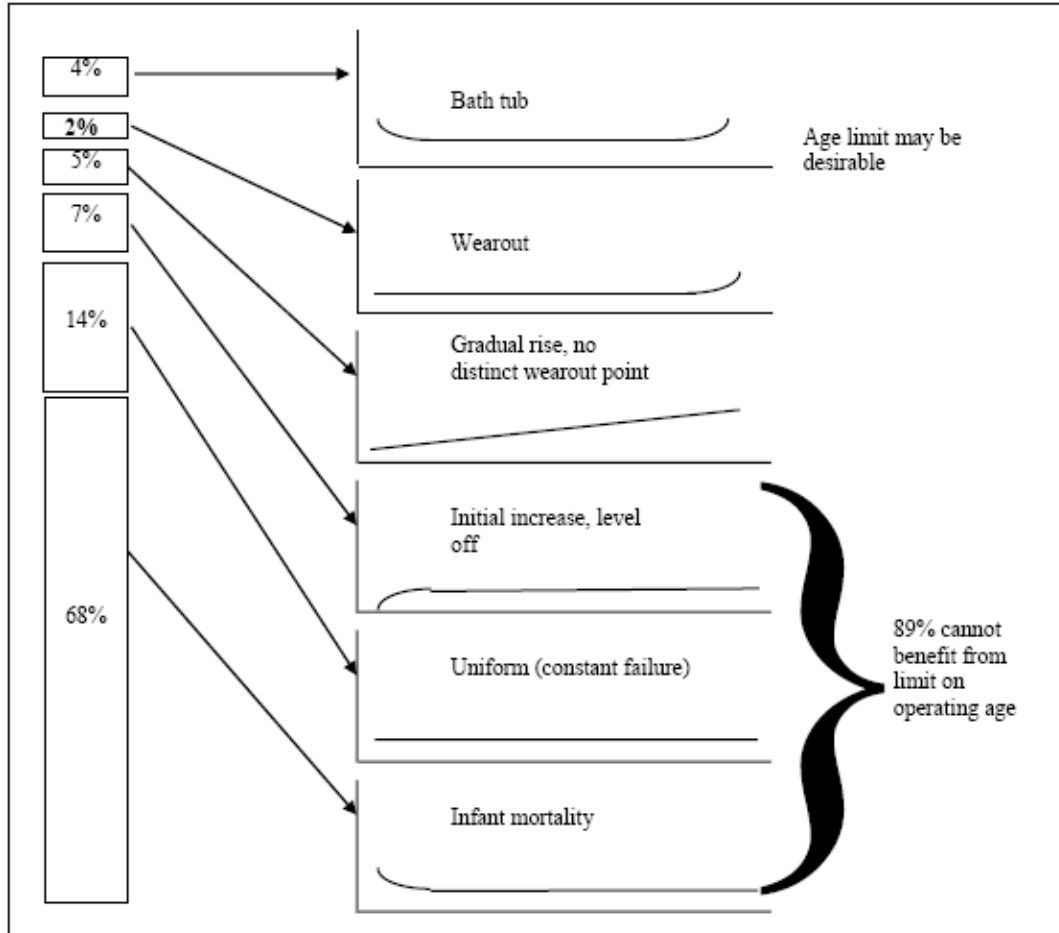 4%
2%
5%
7%
14%
68%
Bath tub
Age limit may be
desirable
Wearout
Gradual rise, no
distinct wearout point
Initial increase, level
off
Uniform (constant failure)
Infant mortality
89% cannot
benefit from
limit on
operating age